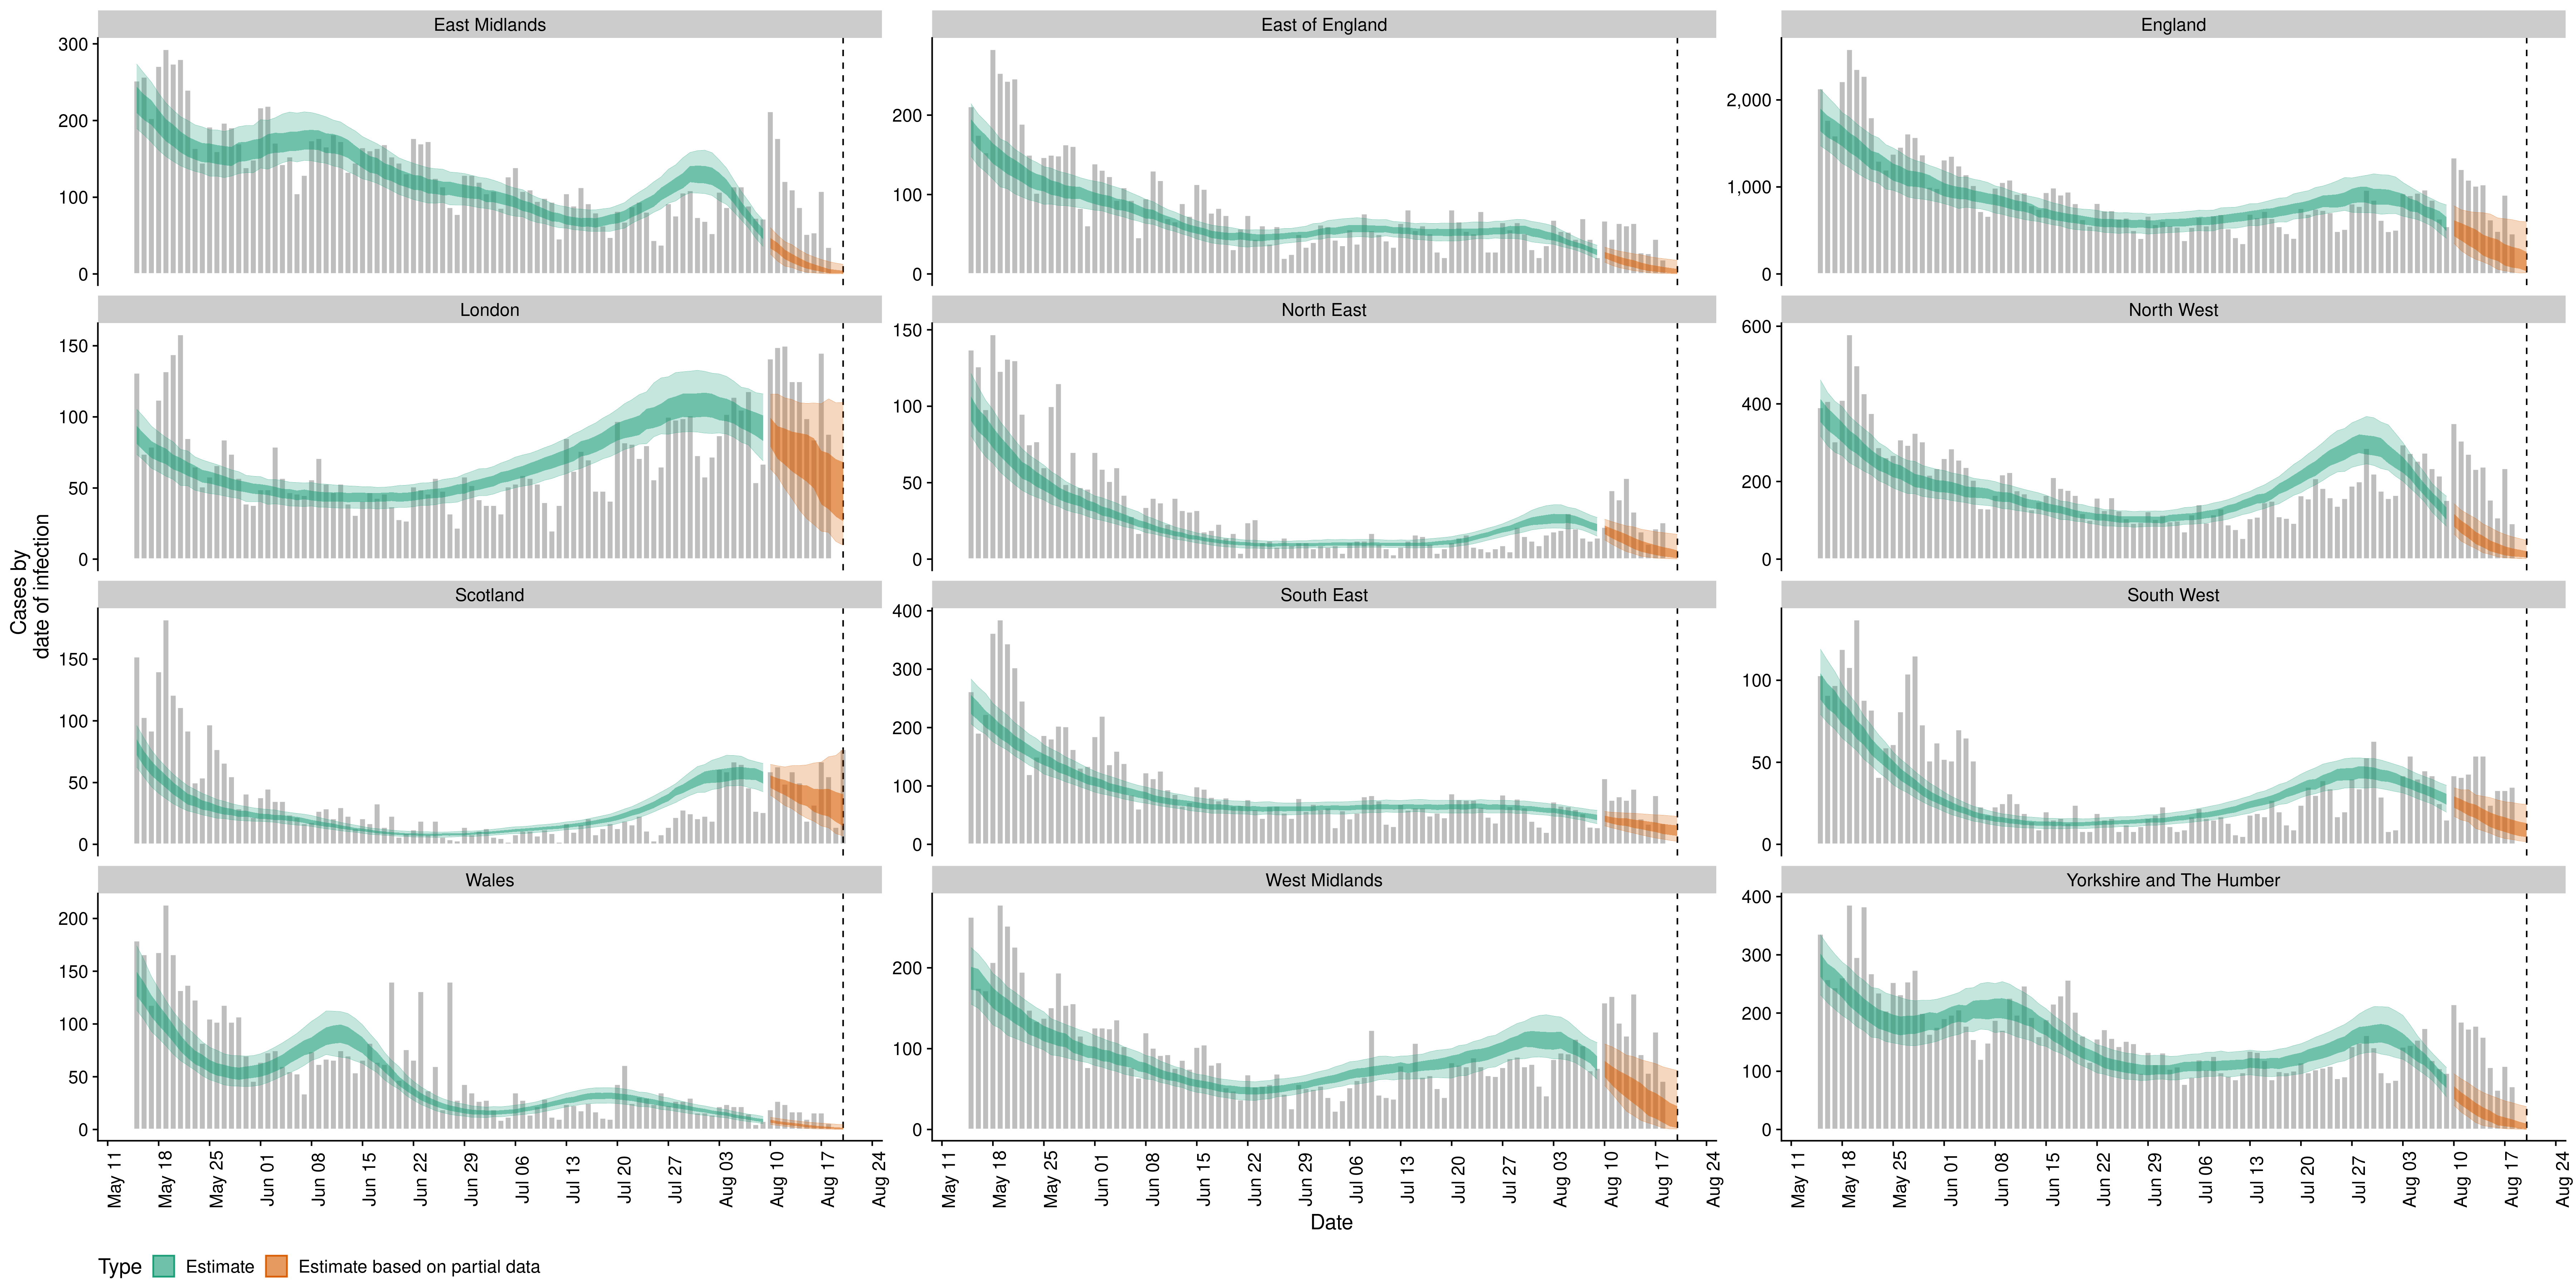 East Midlands
East of England
England
300
200
100
0
200
100
0
2,000
1,000
0
London
North East
North West
150
100
50
0
150
100
50
0
600
400
200
0
Cases by
date of infection
Scotland
South East
South West
150
100
50
0
400
300
200
100
0
100
50
0
Wales
West Midlands
Yorkshire and The Humber
200
150
100
50
0
200
100
0
400
300
200
100
0
May 11
May 18
May 25
Jun 01
Jun 08
Jun 15
Jun 22
Jun 29
Jul 06
Jul 13
Jul 20
Jul 27
Aug 03
Aug 10
Aug 17
Aug 24
May 11
May 18
May 25
Jun 01
Jun 08
Jun 15
Jun 22
Jun 29
Jul 06
Jul 13
Jul 20
Jul 27
Aug 03
Aug 10
Aug 17
Aug 24
May 11
May 18
May 25
Jun 01
Jun 08
Jun 15
Jun 22
Jun 29
Jul 06
Jul 13
Jul 20
Jul 27
Aug 03
Aug 10
Aug 17
Aug 24
Date
Type Estimate Estimate based on partial data